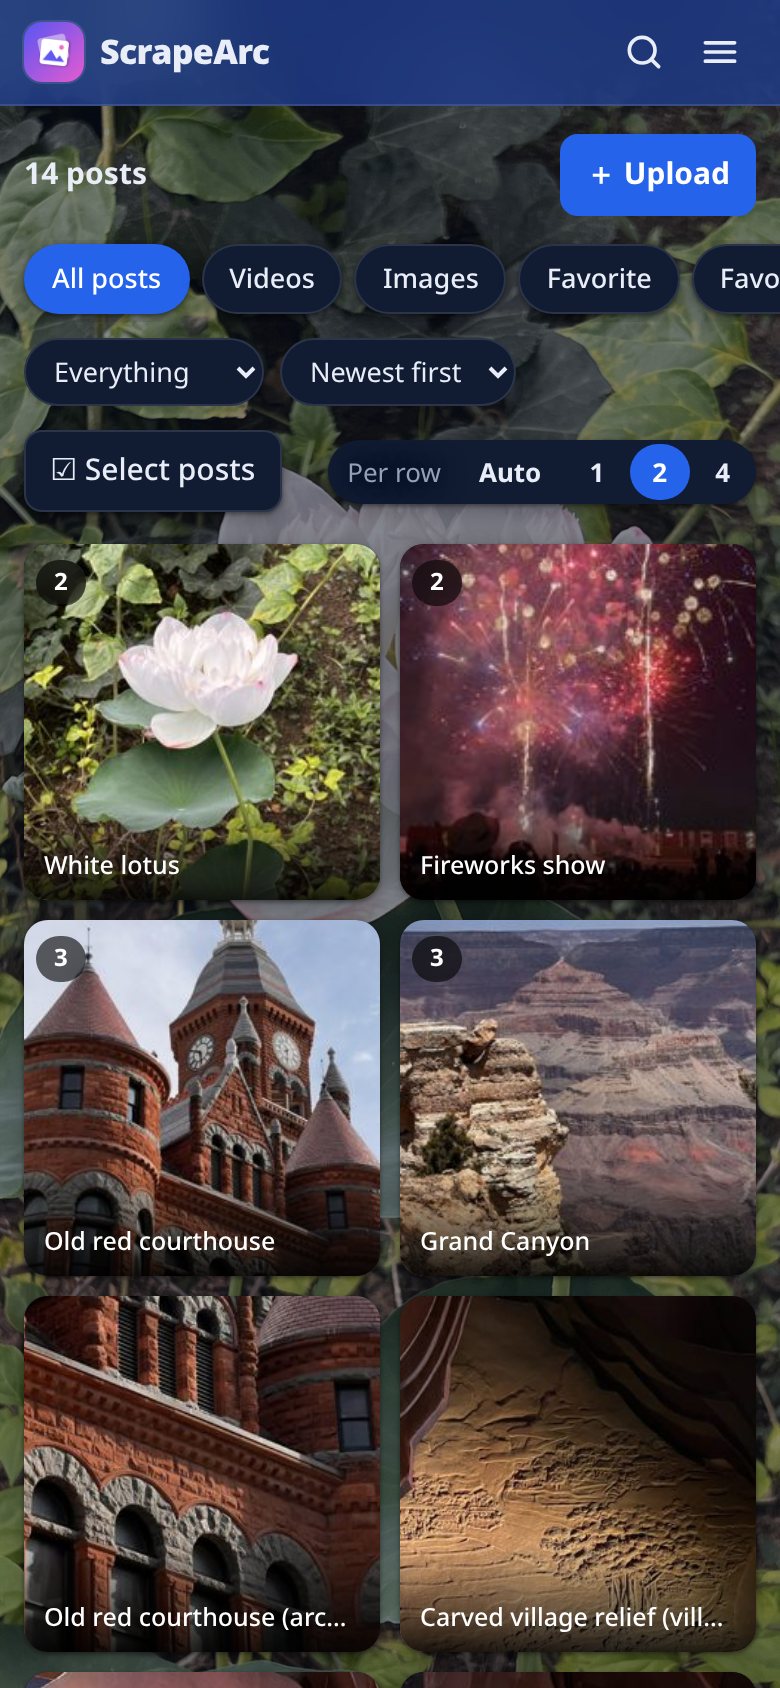 ScrapeArc
14 posts
+ Upload
All posts
Videos
Images
Favorite
Favo
Everything
Newest first
☑ Select posts
Per row
Auto
1
2
4
2
2
White lotus
Fireworks show
3
3
Old red courthouse
Grand Canyon
Old red courthouse (arc...
Carved village relief (vill...